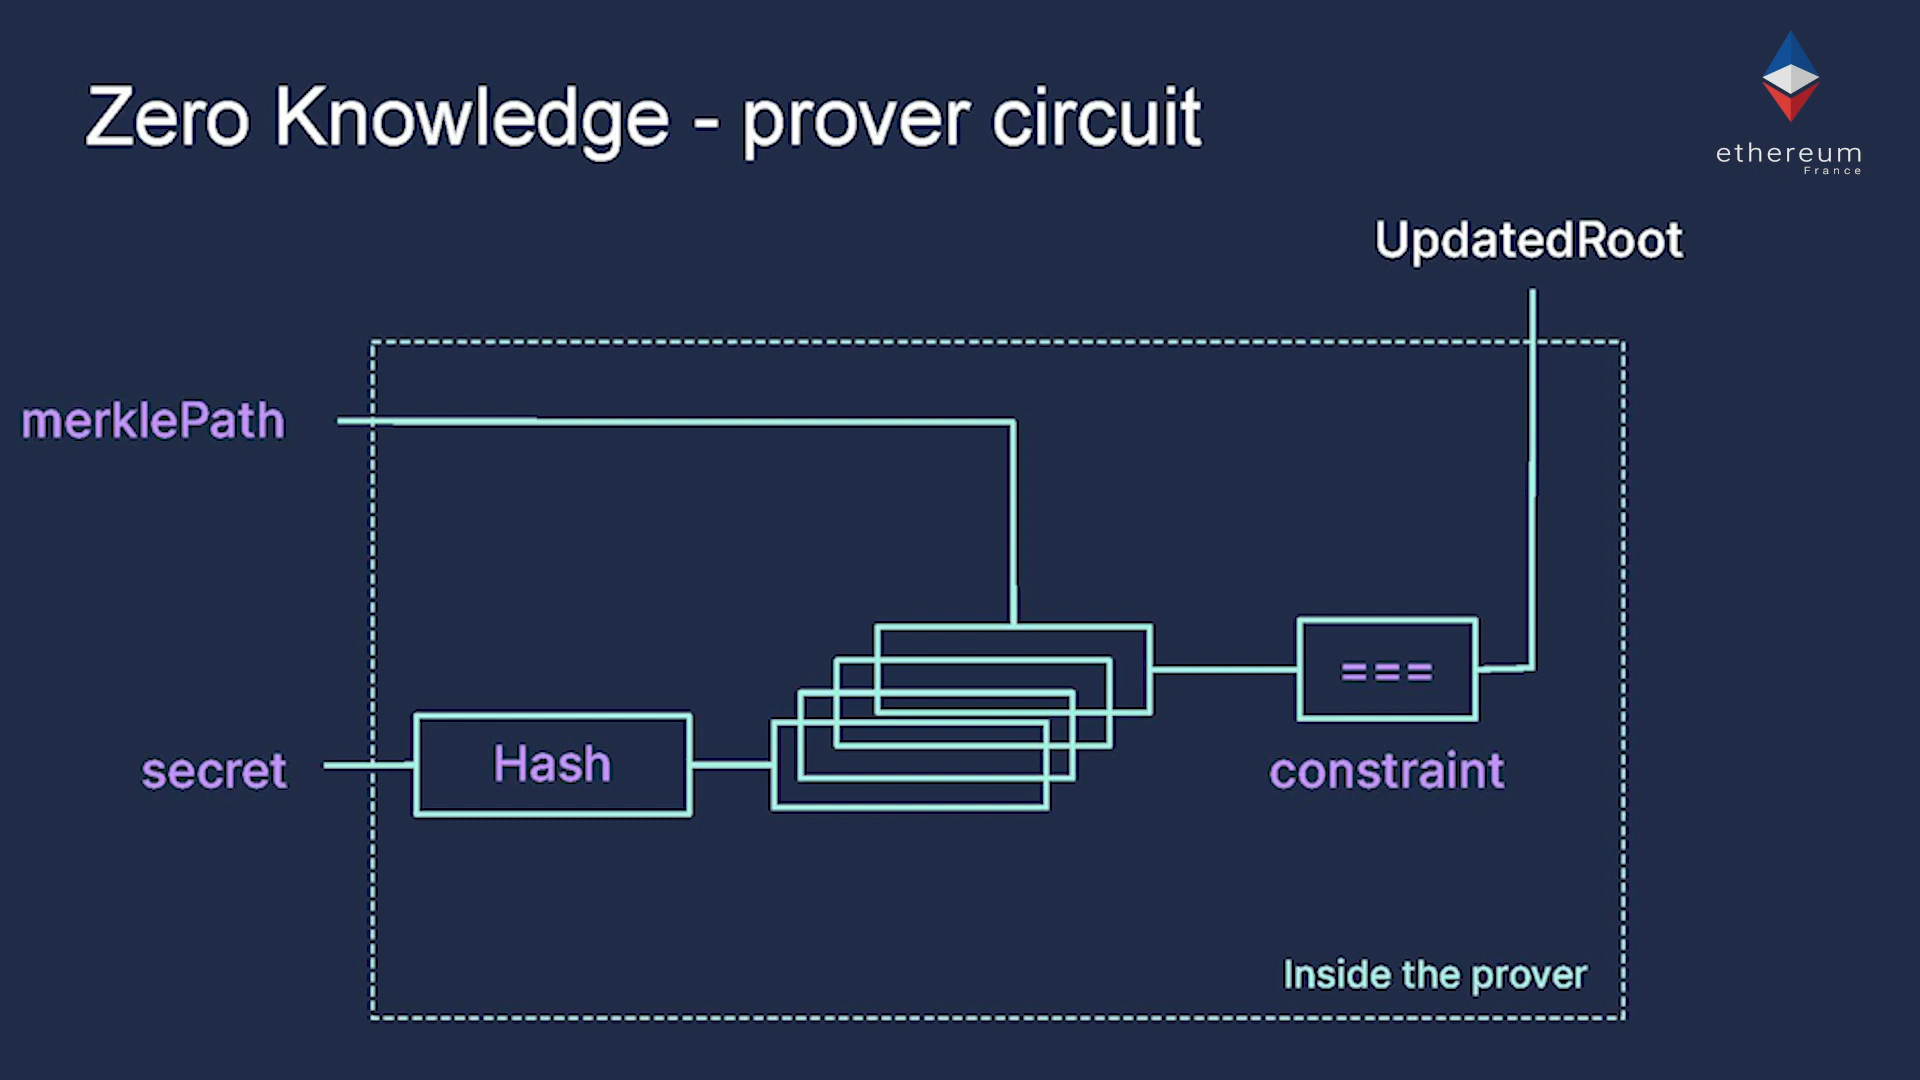 Zero Knowledge - prover circuit
ethereum
France
UpdatedRoot
merklePath
secret
Hash
===
constraint
Inside the prover